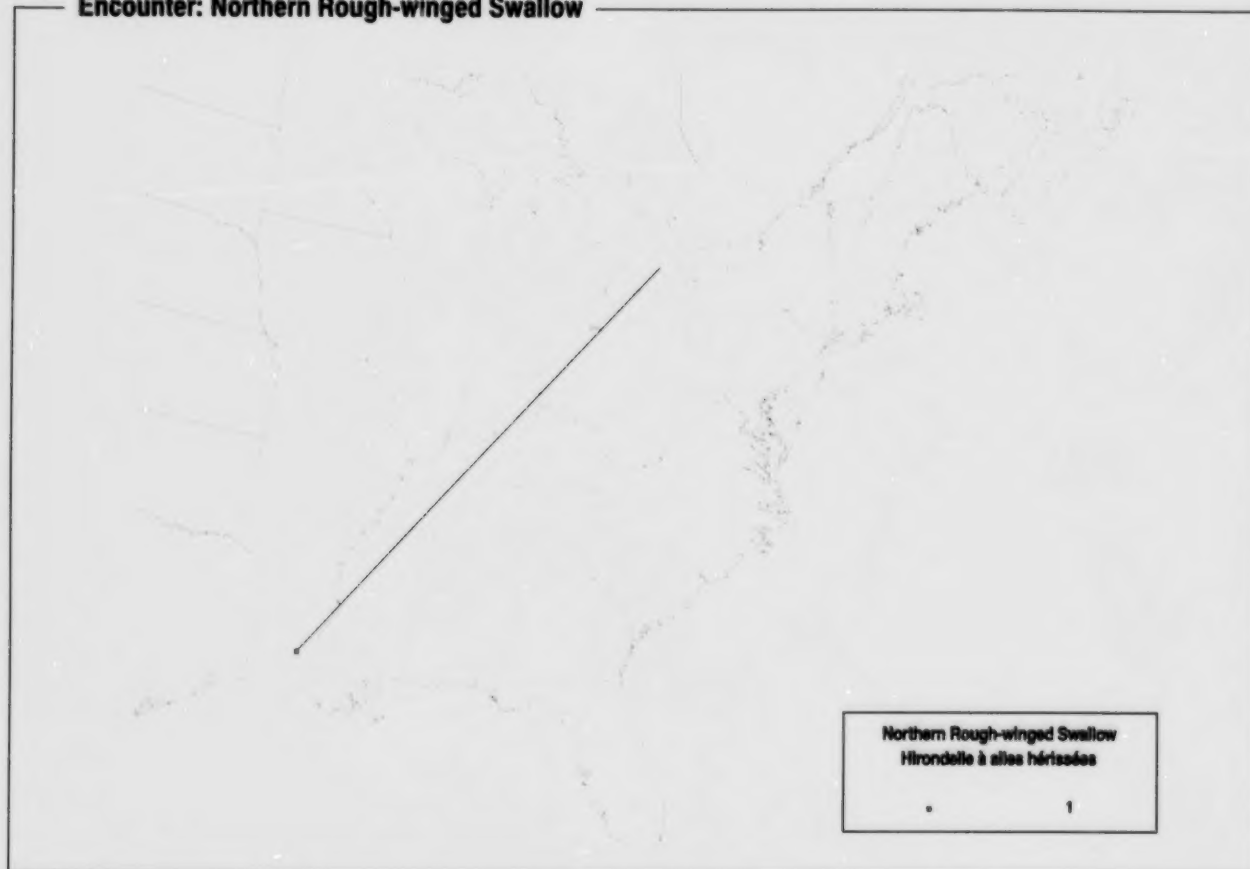 Encounter: Northern Rough-winged Swallow
Northern Rough-winged Swallow
Hirondelle à ailes hérissées
1